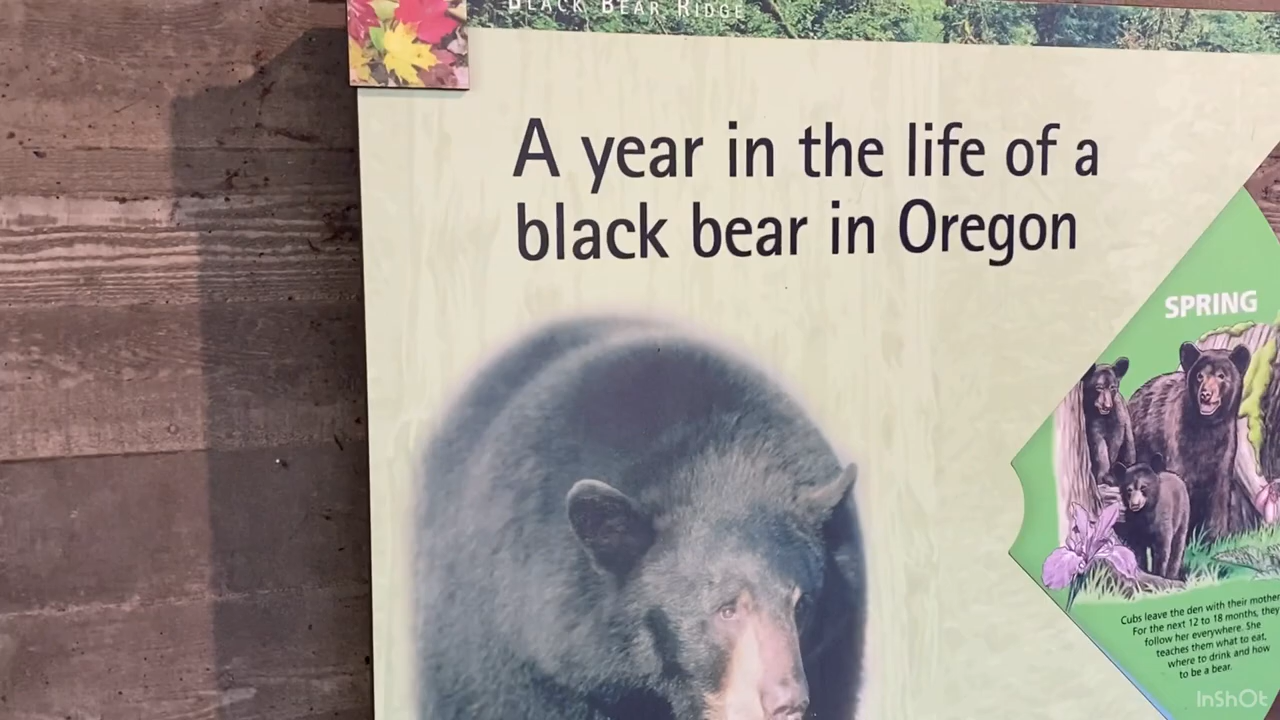 BLACK BEAR RIDGE
A year in the life of a
black bear in Oregon
SPRING
Cubs leave the den with their mother
For the next 12 to 18 months, they
follow her everywhere. She
teaches them what to eat,
where to drink and how
to be a bear.
InShOt